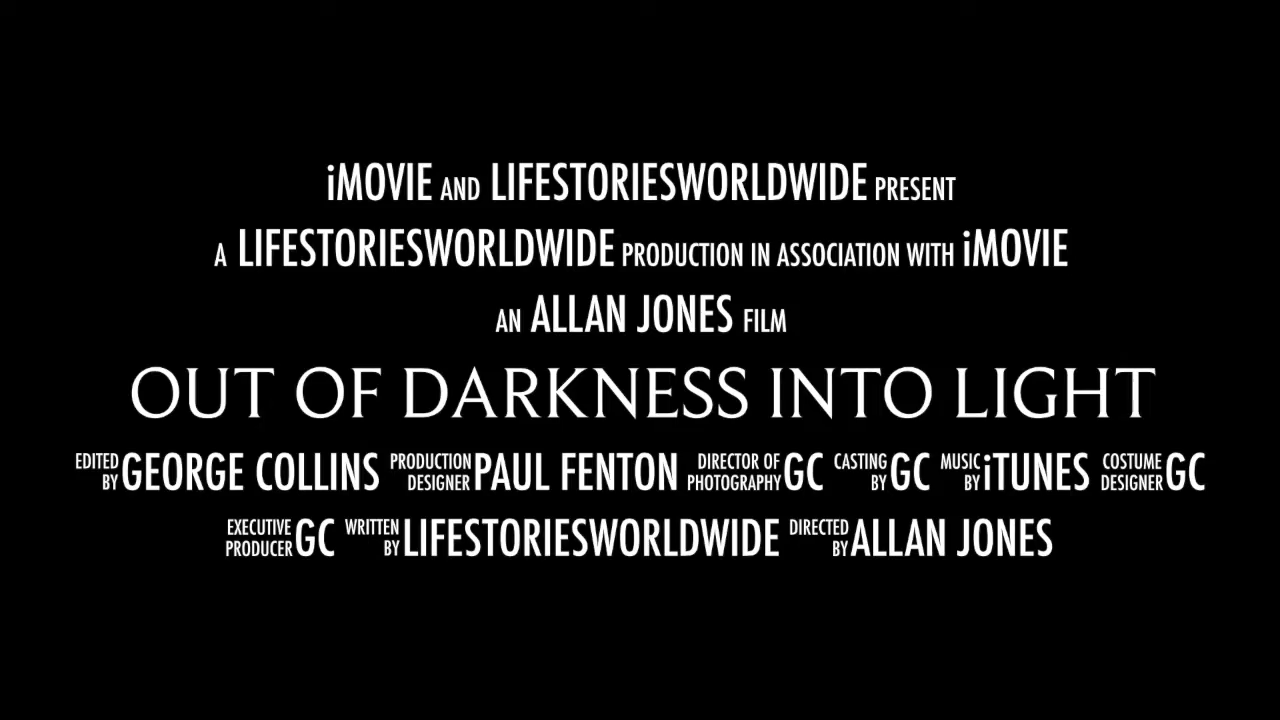 iMOVIE AND LIFESTORIESWORLDWIDE PRESENT
A LIFESTORIESWORLDWIDE PRODUCTION IN ASSOCIATION WITH iMOVIE
AN ALLAN JONES FILM
OUT OF DARKNESS INTO LIGHT
EDITED BY GEORGE COLLINS PRODUCTION DESIGNER PAUL FENTON DIRECTOR OF PHOTOGRAPHY GC CASTING BY GC MUSIC BY iTUNES COSTUME DESIGNER GC
EXECUTIVE PRODUCER GC WRITTEN BY LIFESTORIESWORLDWIDE DIRECTED BY ALLAN JONES